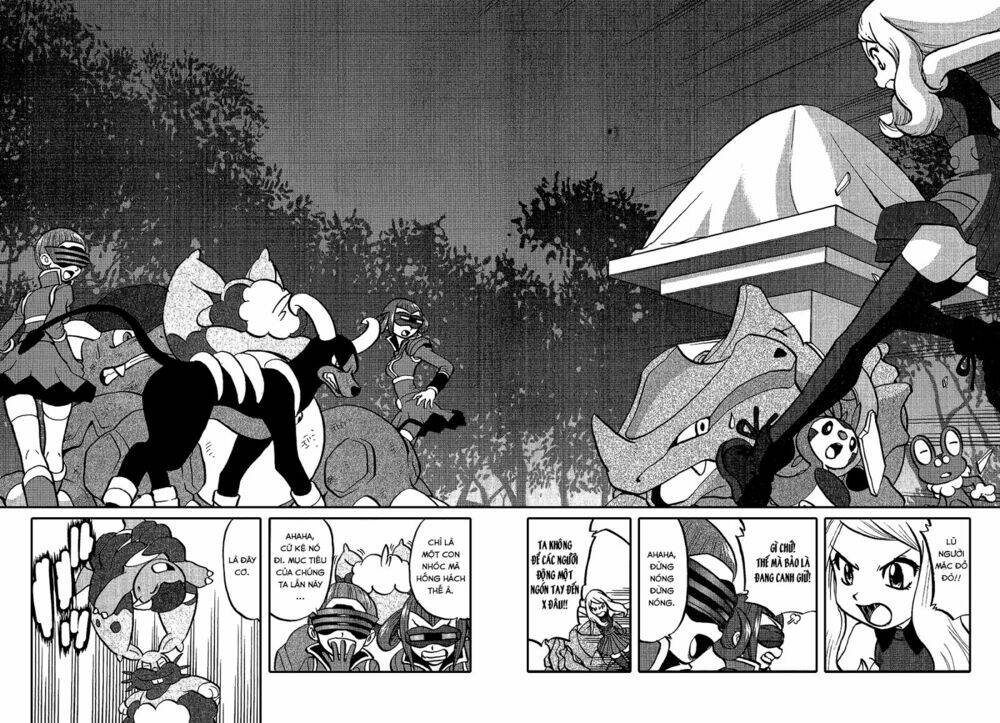 LŨ NGƯỜI
MẶC ĐỒ
ĐỎ!!
GÌ CHỨ!
THẾ MÀ BẢO LÀ
ĐANG CANH GIỮ!
AHAHA,
ĐỪNG
NÓNG
ĐỪNG
NÓNG.
TA KHÔNG
ĐỂ CÁC NGƯỜI
ĐỘNG MỘT
NGÓN TAY ĐẾN
X ĐÂU!!
CHỈ LÀ
MỘT CON
NHÓC MÀ
HỐNG HÁCH
THẾ À.
AHAHA,
CỨ KỆ NÓ
ĐI. MỤC TIÊU
CỦA CHÚNG
TA LẦN NÀY
...
LÀ ĐÂY
CƠ.